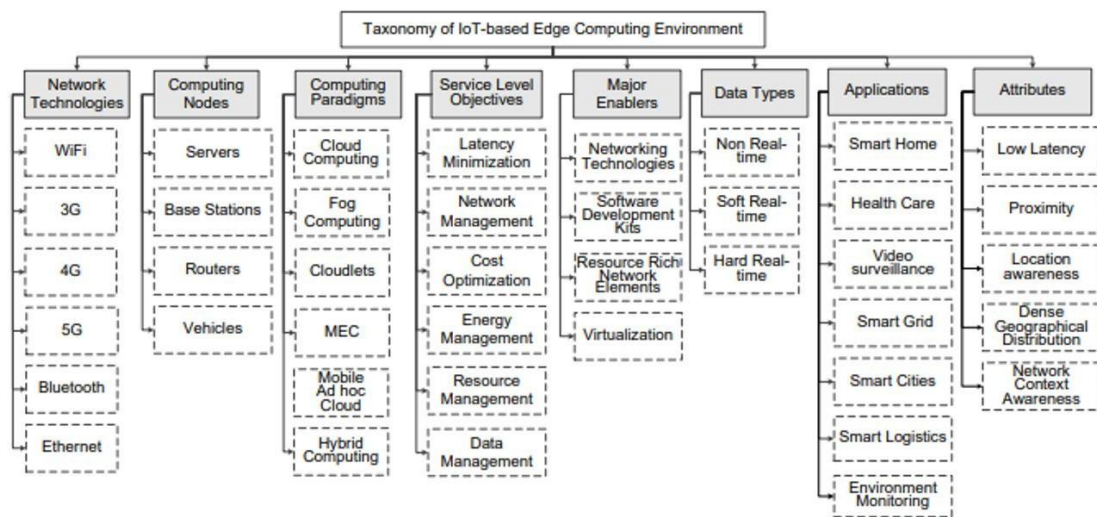 Taxonomy of IoT-based Edge Computing Environment
Network
Technologies
WiFi
3G
4G
5G
Bluetooth
Ethernet
Computing
Nodes
Servers
Base Stations
Routers
Vehicles
Computing
Paradigms
Cloud
Computing
Fog
Computing
Cloudlets
MEC
Mobile
Ad hoc
Cloud
Hybrid
Computing
Service Level
Objectives
Latency
Minimization
Network
Management
Cost
Optimization
Energy
Management
Resource
Management
Data
Management
Major
Enablers
Networking
Technologies
Software
Development
Kits
Resource Rich
Network
Elements
Virtualization
Data Types
Non Real-
time
Soft Real-
time
Hard Real-
time
Applications
Smart Home
Health Care
Video
surveillance
Smart Grid
Smart Cities
Smart Logistics
Environment
Monitoring
Attributes
Low Latency
Proximity
Location
awareness
Dense
Geographical
Distribution
Network
Context
Awareness